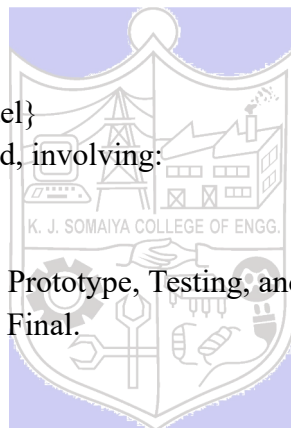 el}
d, involving:
K. J. SOMAIYA COLLEGE OF ENGG.
Prototype, Testing, and
Final.